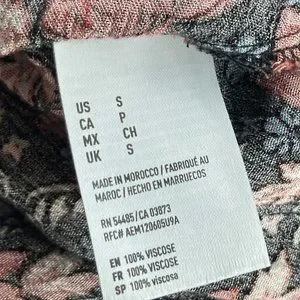 US S
CA P
MX CH
UK S
MADE IN MOROCCO / FABRIQUÉ AU
MAROC / HECHO EN MARRUECOS
RN 54485 / CA 03873
RFC# AEM120605U9A
EN 100% VISCOSE
FR 100% VISCOSE
SP 100% Viscosa